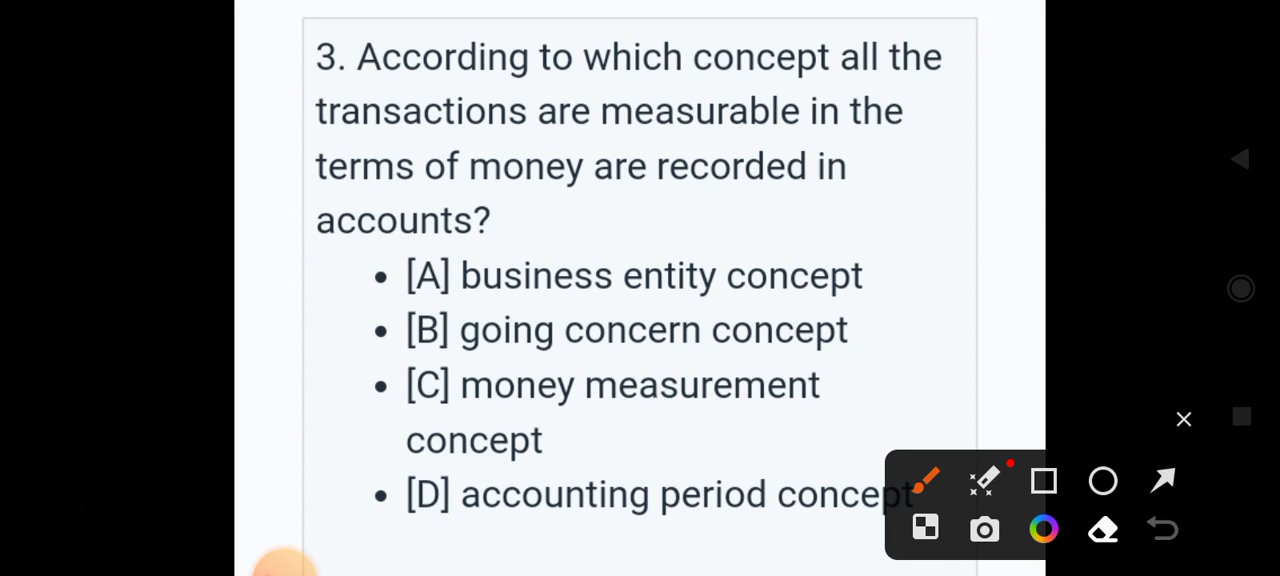 3. According to which concept all the
transactions are measurable in the
terms of money are recorded in
accounts?
[A] business entity concept
[B] going concern concept
[C] money measurement
concept
[D] accounting period concept